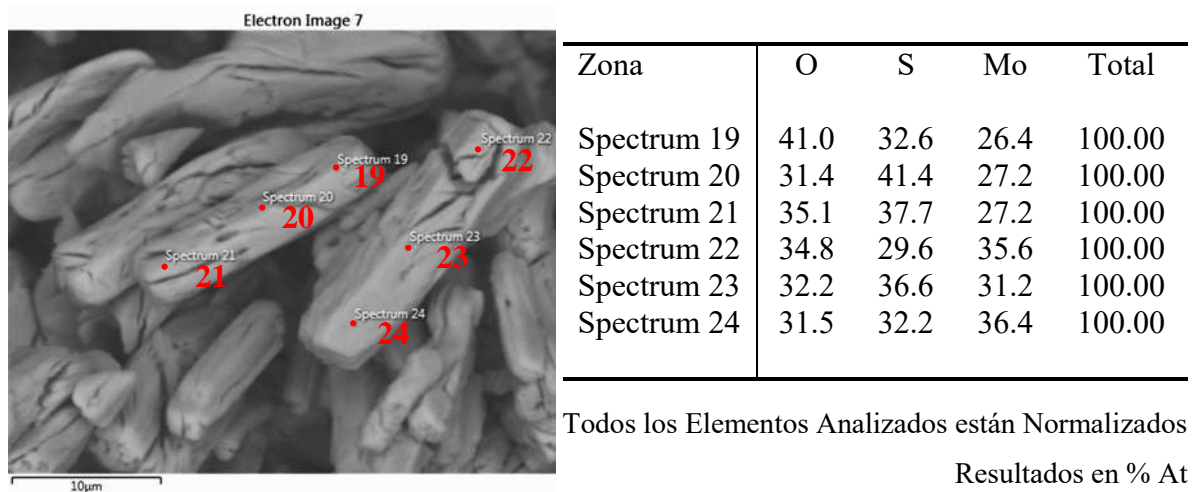 Electron Image 7
Spectrum 22
22
Spectrum 19
19
Spectrum 20
20
Spectrum 23
23
Spectrum 21
21
Spectrum 24
24
10μm
Zona O S Mo Total
Spectrum 19 41.0 32.6 26.4 100.00
Spectrum 20 31.4 41.4 27.2 100.00
Spectrum 21 35.1 37.7 27.2 100.00
Spectrum 22 34.8 29.6 35.6 100.00
Spectrum 23 32.2 36.6 31.2 100.00
Spectrum 24 31.5 32.2 36.4 100.00
Todos los Elementos Analizados están Normalizados
Resultados en % At